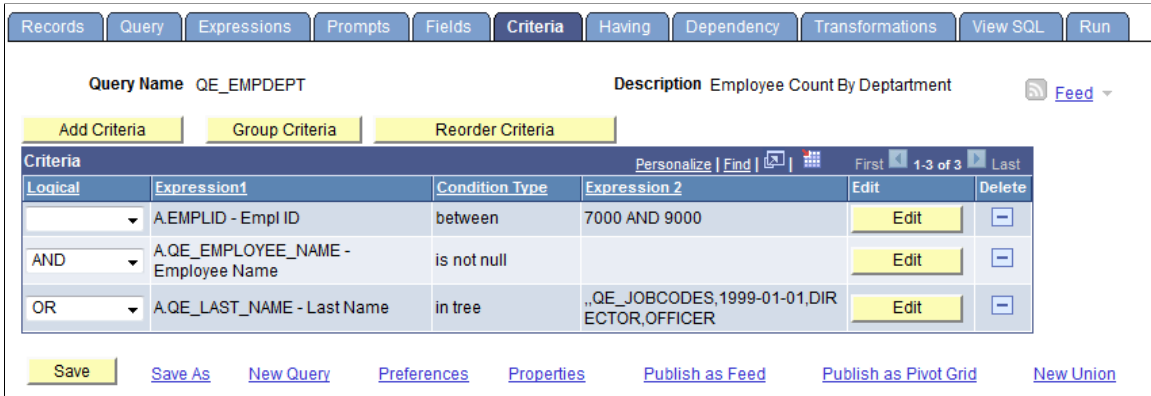 Records Query Expressions Prompts Fields Criteria Having Dependency Transformations View SQL Run
Query Name QE_EMPDEPT Description Employee Count By Deptartment Feed
Add Criteria Group Criteria Reorder Criteria
Criteria Personalize | Find | | First 1-3 of 3 Last
Logical Expression1 Condition Type Expression 2 Edit Delete
A.EMPLID - Empl ID between 7000 AND 9000 Edit
AND A.QE_EMPLOYEE_NAME - Employee Name is not null Edit
OR A.QE_LAST_NAME - Last Name in tree ,,QE_JOBCODES,1999-01-01,DIR
ECTOR,OFFICER Edit
Save Save As New Query Preferences Properties Publish as Feed Publish as Pivot Grid New Union